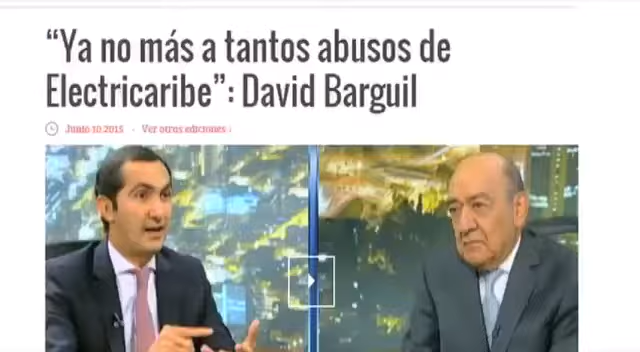 “Ya no más a tantos abusos de
Electricaribe”: David Barguil
Junio 10, 2015 - Ver otras ediciones ›